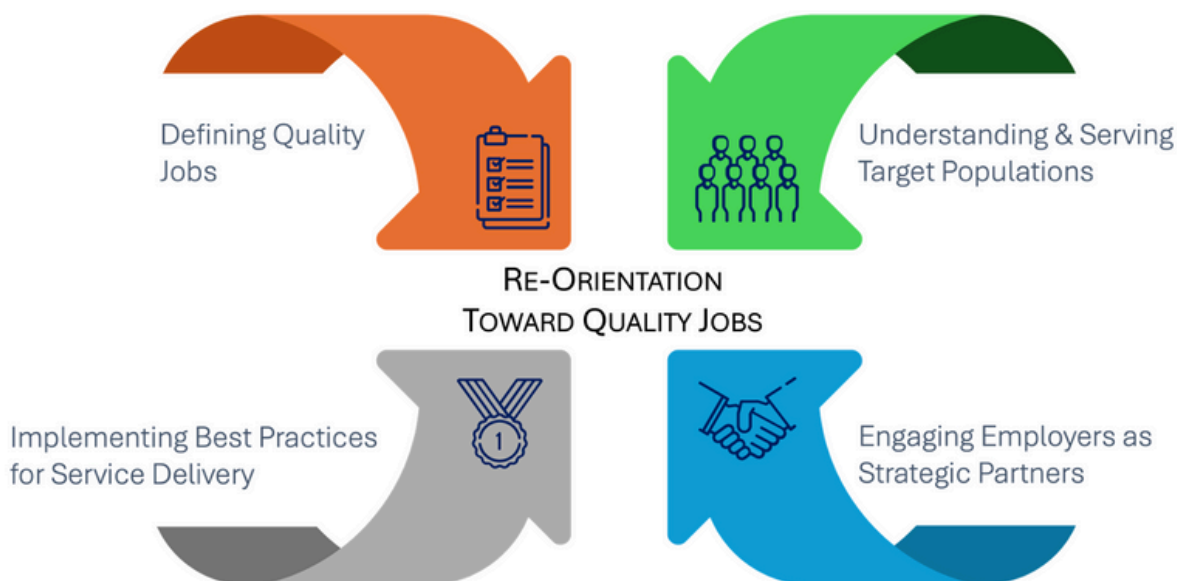 Defining Quality
Jobs
Understanding & Serving
Target Populations
RE-ORIENTATION
TOWARD QUALITY JOBS
1
Implementing Best Practices
for Service Delivery
Engaging Employers as
Strategic Partners